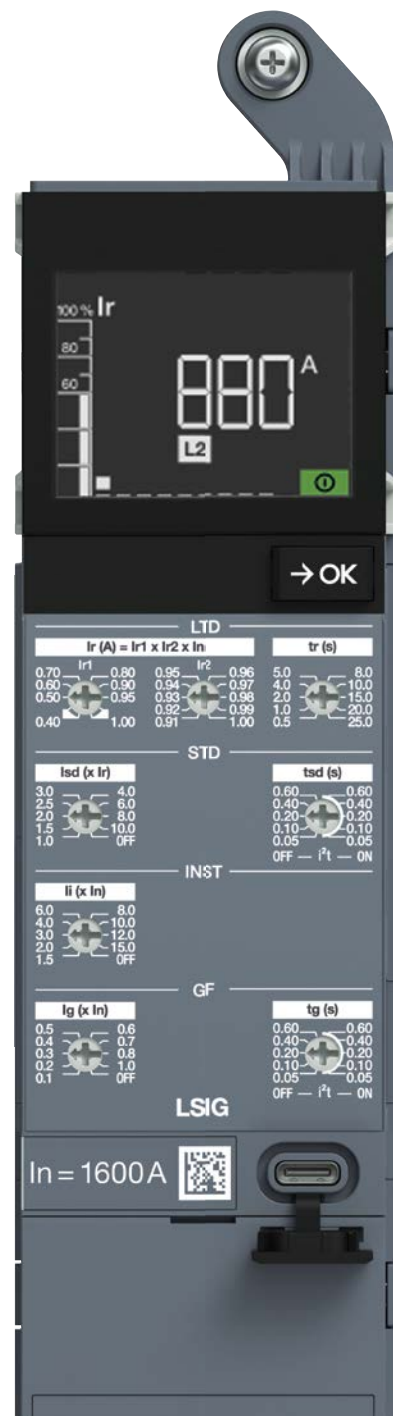 100 % Ir
80
60
880 A
L2
→ OK
LTD
Ir (A) = Ir1 x Ir2 x In
tr (s)
Ir1
Ir2
0.70 0.80 0.95 0.96 5.0 8.0
0.60 0.90 0.94 0.97 4.0 10.0
0.50 0.95 0.93 0.98 2.0 15.0
0.92 0.99 1.0 20.0
0.40 1.00 0.91 1.00 0.5 25.0
STD
Isd (x Ir)
tsd (s)
3.0 4.0 0.60 0.60
2.5 6.0 0.40 0.40
2.0 8.0 0.20 0.20
1.5 10.0 0.10 0.10
1.0 OFF 0.05 0.05
OFF — i²t — ON
INST
Ii (x In)
6.0 8.0
4.0 10.0
3.0 12.0
2.0 15.0
1.5 OFF
GF
Ig (x In)
tg (s)
0.5 0.6 0.60 0.60
0.4 0.7 0.40 0.40
0.3 0.8 0.20 0.20
0.2 1.0 0.10 0.10
0.1 OFF 0.05 0.05
OFF — i²t — ON
LSIG
In = 1600 A